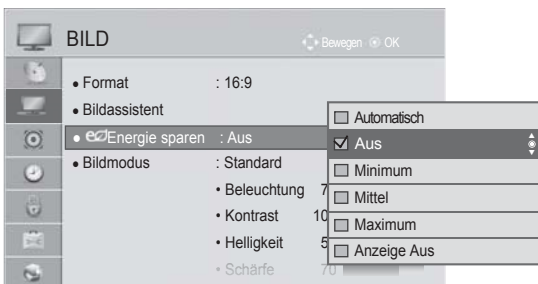 BILD
Bewegen OK
• Format : 16:9
• Bildassistent
• Energie sparen : Aus
• Bildmodus : Standard
• Beleuchtung 7
• Kontrast 10
• Helligkeit 5
• Schärfe 70
Automatisch
Aus
Minimum
Mittel
Maximum
Anzeige Aus